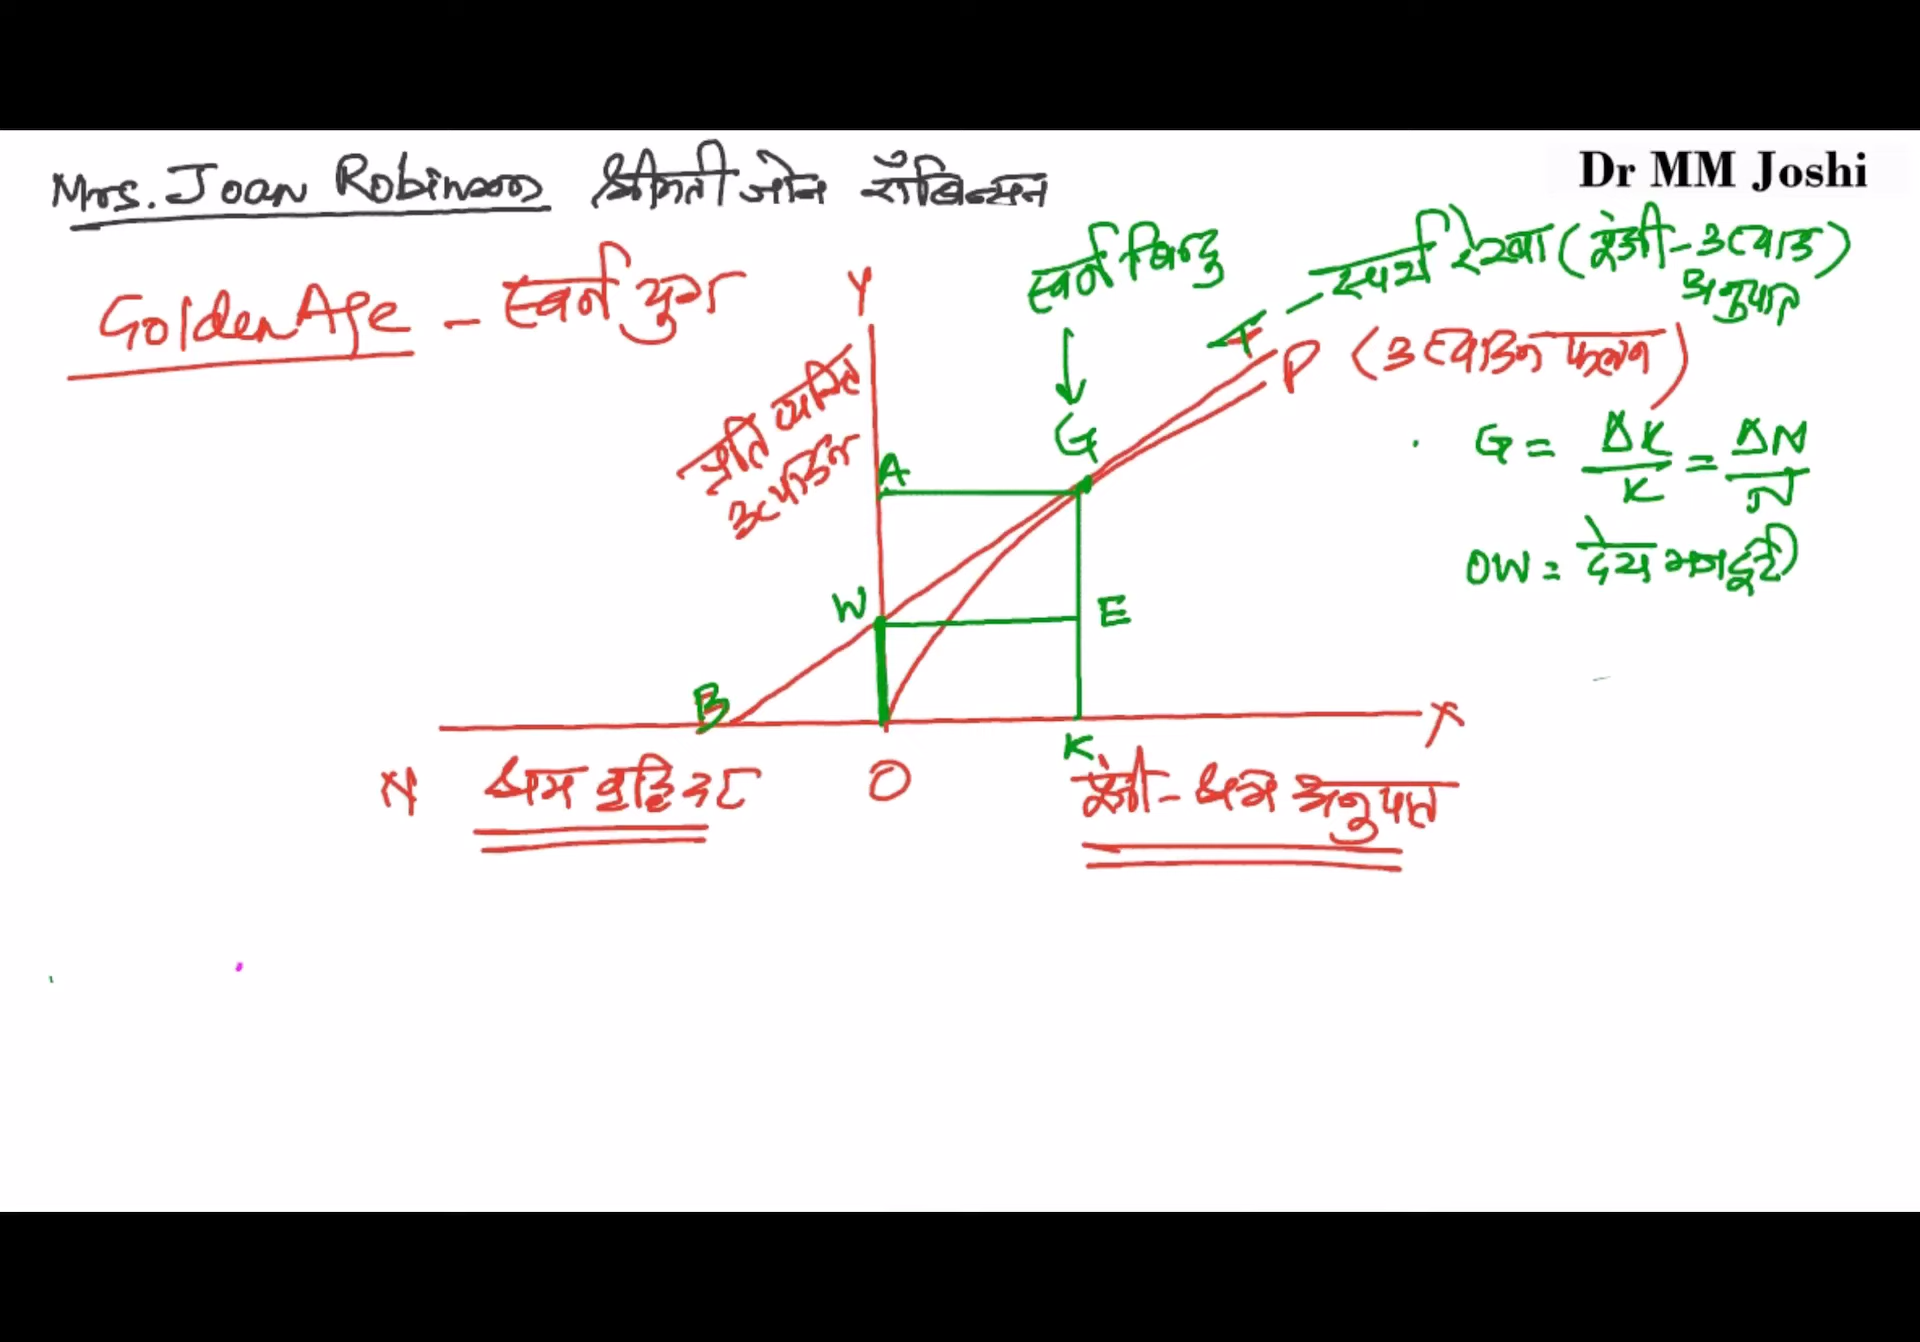 Mrs. Joan Robinson श्रीमती जोन रॉबिन्सन
Dr MM Joshi
Golden Age - स्वर्ण युग
Y
स्वर्ण बिन्दु
स्पर्श रेखा (पूंजी - उत्पाद)
अनुपात
T
P (उत्पादन फलन)
प्रति व्यक्ति
उत्पादन
A
G
G = ΔK/K = ΔN/N
OW = देय मजदूरी
W
E
B
X
N श्रम वृद्धि दर
O
K
पूंजी - श्रम अनुपात